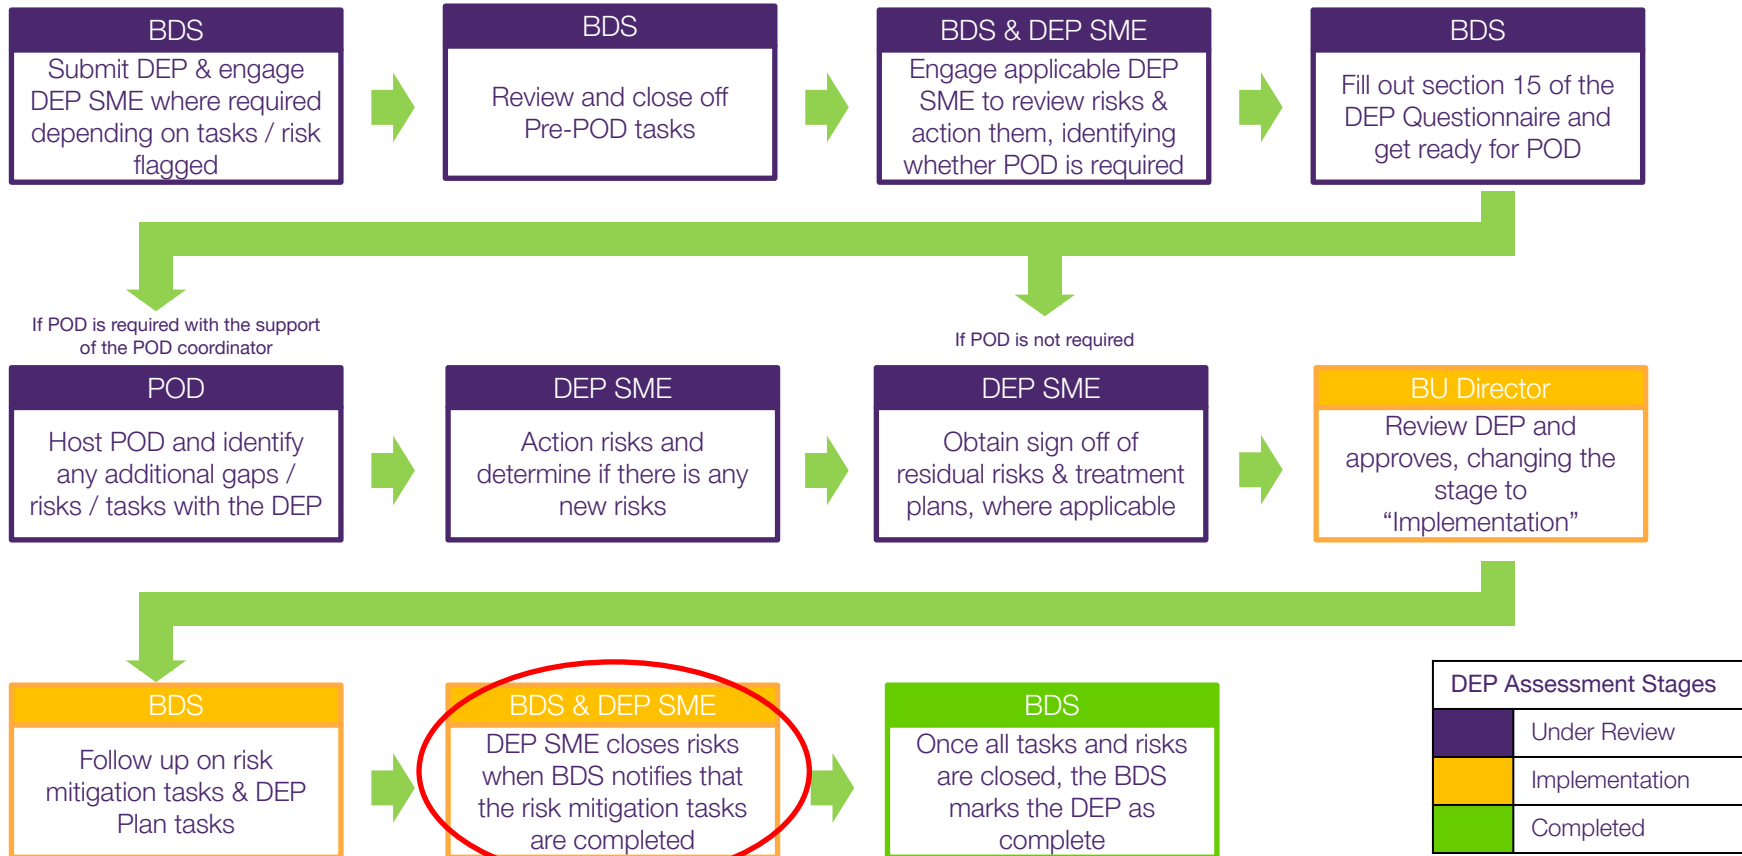 BDS
Submit DEP & engage
DEP SME where required
depending on tasks / risk
flagged
BDS
Review and close off
Pre-POD tasks
BDS & DEP SME
Engage applicable DEP
SME to review risks &
action them, identifying
whether POD is required
BDS
Fill out section 15 of the
DEP Questionnaire and
get ready for POD
If POD is required with the support
of the POD coordinator
If POD is not required
POD
Host POD and identify
any additional gaps /
risks / tasks with the DEP
DEP SME
Action risks and
determine if there is any
new risks
DEP SME
Obtain sign off of
residual risks & treatment
plans, where applicable
BU Director
Review DEP and
approves, changing the
stage to
“Implementation”
BDS
Follow up on risk
mitigation tasks & DEP
Plan tasks
BDS & DEP SME
DEP SME closes risks
when BDS notifies that
the risk mitigation tasks
are completed
BDS
Once all tasks and risks
are closed, the BDS
marks the DEP as
complete
DEP Assessment Stages
Under Review
Implementation
Completed